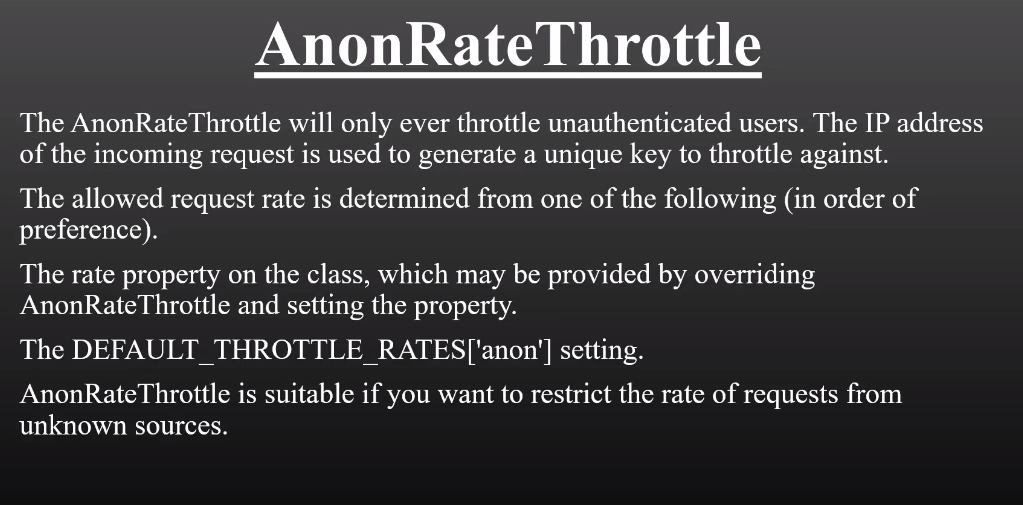 AnonRateThrottle
The AnonRateThrottle will only ever throttle unauthenticated users. The IP address
of the incoming request is used to generate a unique key to throttle against.
The allowed request rate is determined from one of the following (in order of
preference).
The rate property on the class, which may be provided by overriding
AnonRateThrottle and setting the property.
The DEFAULT_THROTTLE_RATES['anon'] setting.
AnonRateThrottle is suitable if you want to restrict the rate of requests from
unknown sources.